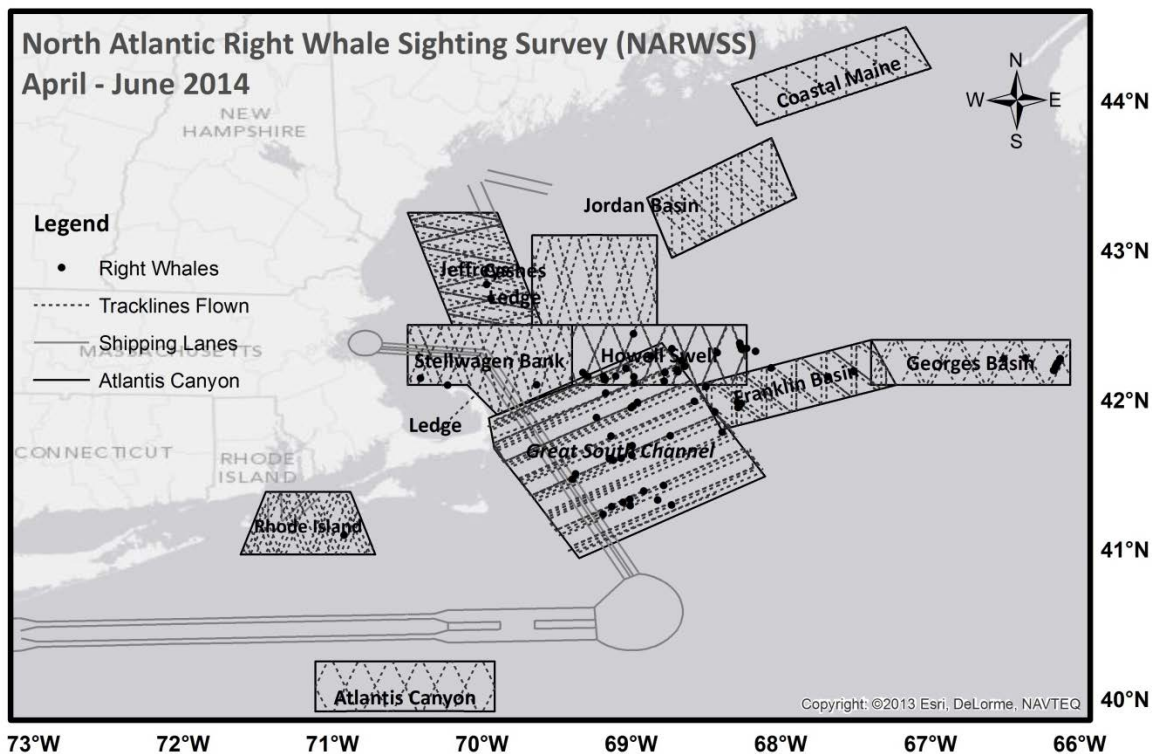 North Atlantic Right Whale Sighting Survey (NARWSS)
April - June 2014
NEW
HAMPSHIRE
Coastal Maine
N
W
E
S
44°N
Legend
Right Whales
Tracklines Flown
Shipping Lanes
Atlantis Canyon
MASSACHUSETTS
Jordan Basin
43°N
Jeffreys
Cashes
Ledge
Stellwagen Bank
Howell Swell
Franklin Basin
Georges Basin
42°N
Ledge
CONNECTICUT
RHODE
ISLAND
Great South Channel
Rhode Island
41°N
Atlantis Canyon
40°N
Copyright: ©2013 Esri, DeLorme, NAVTEQ
73°W 72°W 71°W 70°W 69°W 68°W 67°W 66°W